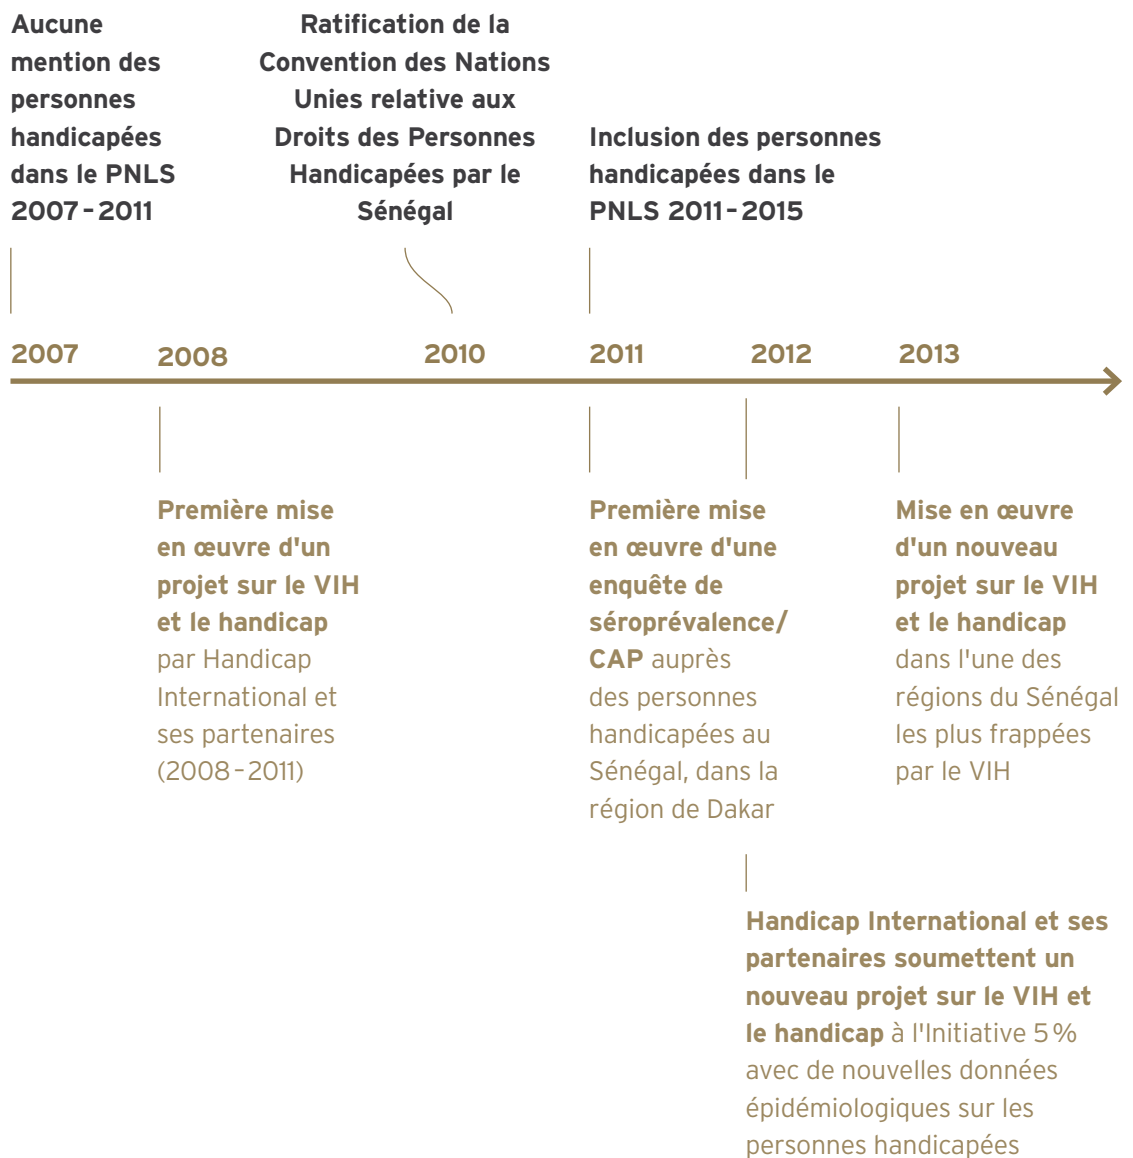 Aucune
mention des
personnes
handicapées
dans le PNLS
2007–2011
Ratification de la
Convention des Nations
Unies relative aux
Droits des Personnes
Handicapées par le
Sénégal
Inclusion des personnes
handicapées dans le
PNLS 2011–2015
2007
2008
2010
2011
2012
2013
Première mise
en œuvre d'un
projet sur le VIH
et le handicap
par Handicap
International et
ses partenaires
(2008–2011)
Première mise
en œuvre d'une
enquête de
séroprévalence/
CAP auprès
des personnes
handicapées au
Sénégal, dans la
région de Dakar
Mise en œuvre
d'un nouveau
projet sur le VIH
et le handicap
dans l'une des
régions du Sénégal
les plus frappées
par le VIH
Handicap International et ses
partenaires soumettent un
nouveau projet sur le VIH et
le handicap à l'Initiative 5 %
avec de nouvelles données
épidémiologiques sur les
personnes handicapées